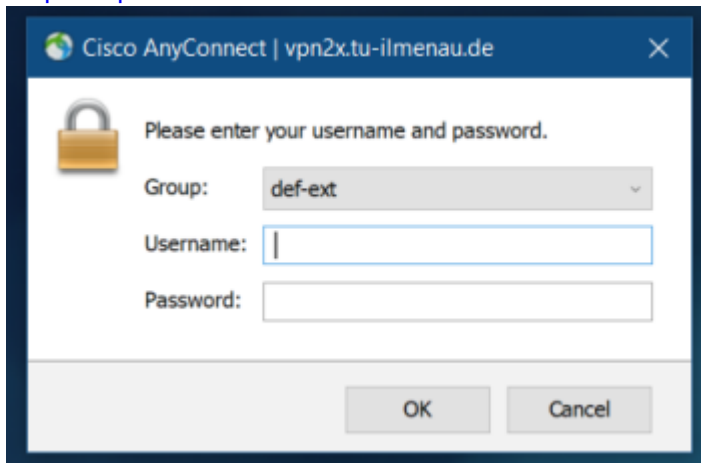 Cisco AnyConnect | vpn2x.tu-ilmenau.de
Please enter your username and password.
Group: def-ext
Username:
Password:
OK Cancel